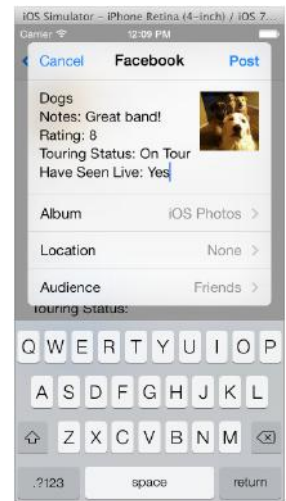 iOS Simulator – iPhone Retina (4-inch) / iOS 7...
Carrier 12:09 PM
Cancel Facebook Post
Dogs
Notes: Great band!
Rating: 8
Touring Status: On Tour
Have Seen Live: Yes
Album iOS Photos >
Location None >
Audience Friends >
Touring Status:
Q W E R T Y U I O P
A S D F G H J K L
Z X C V B N M
.?123 space return